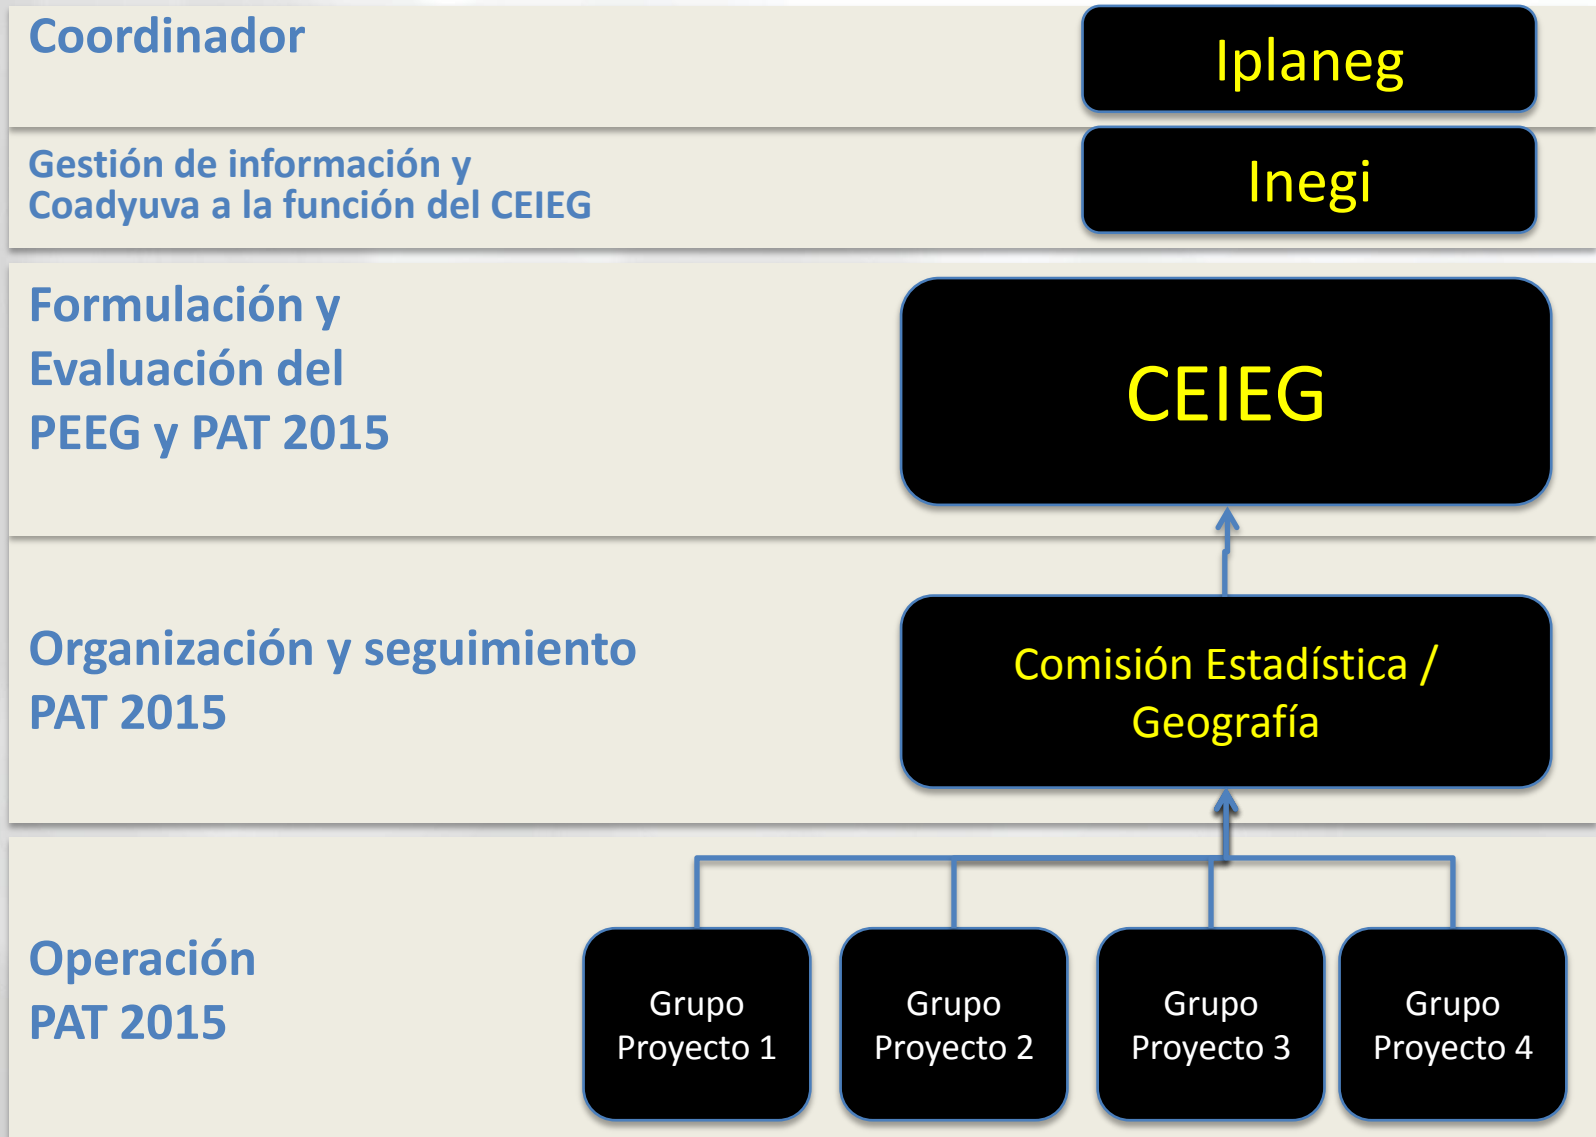 Coordinador
Iplaneg
Gestión de información y
Coadyuva a la función del CEIEG
Inegi
Formulación y
Evaluación del
PEEG y PAT 2015
CEIEG
Organización y seguimiento
PAT 2015
Comisión Estadística /
Geografía
Operación
PAT 2015
Grupo
Proyecto 1
Grupo
Proyecto 2
Grupo
Proyecto 3
Grupo
Proyecto 4